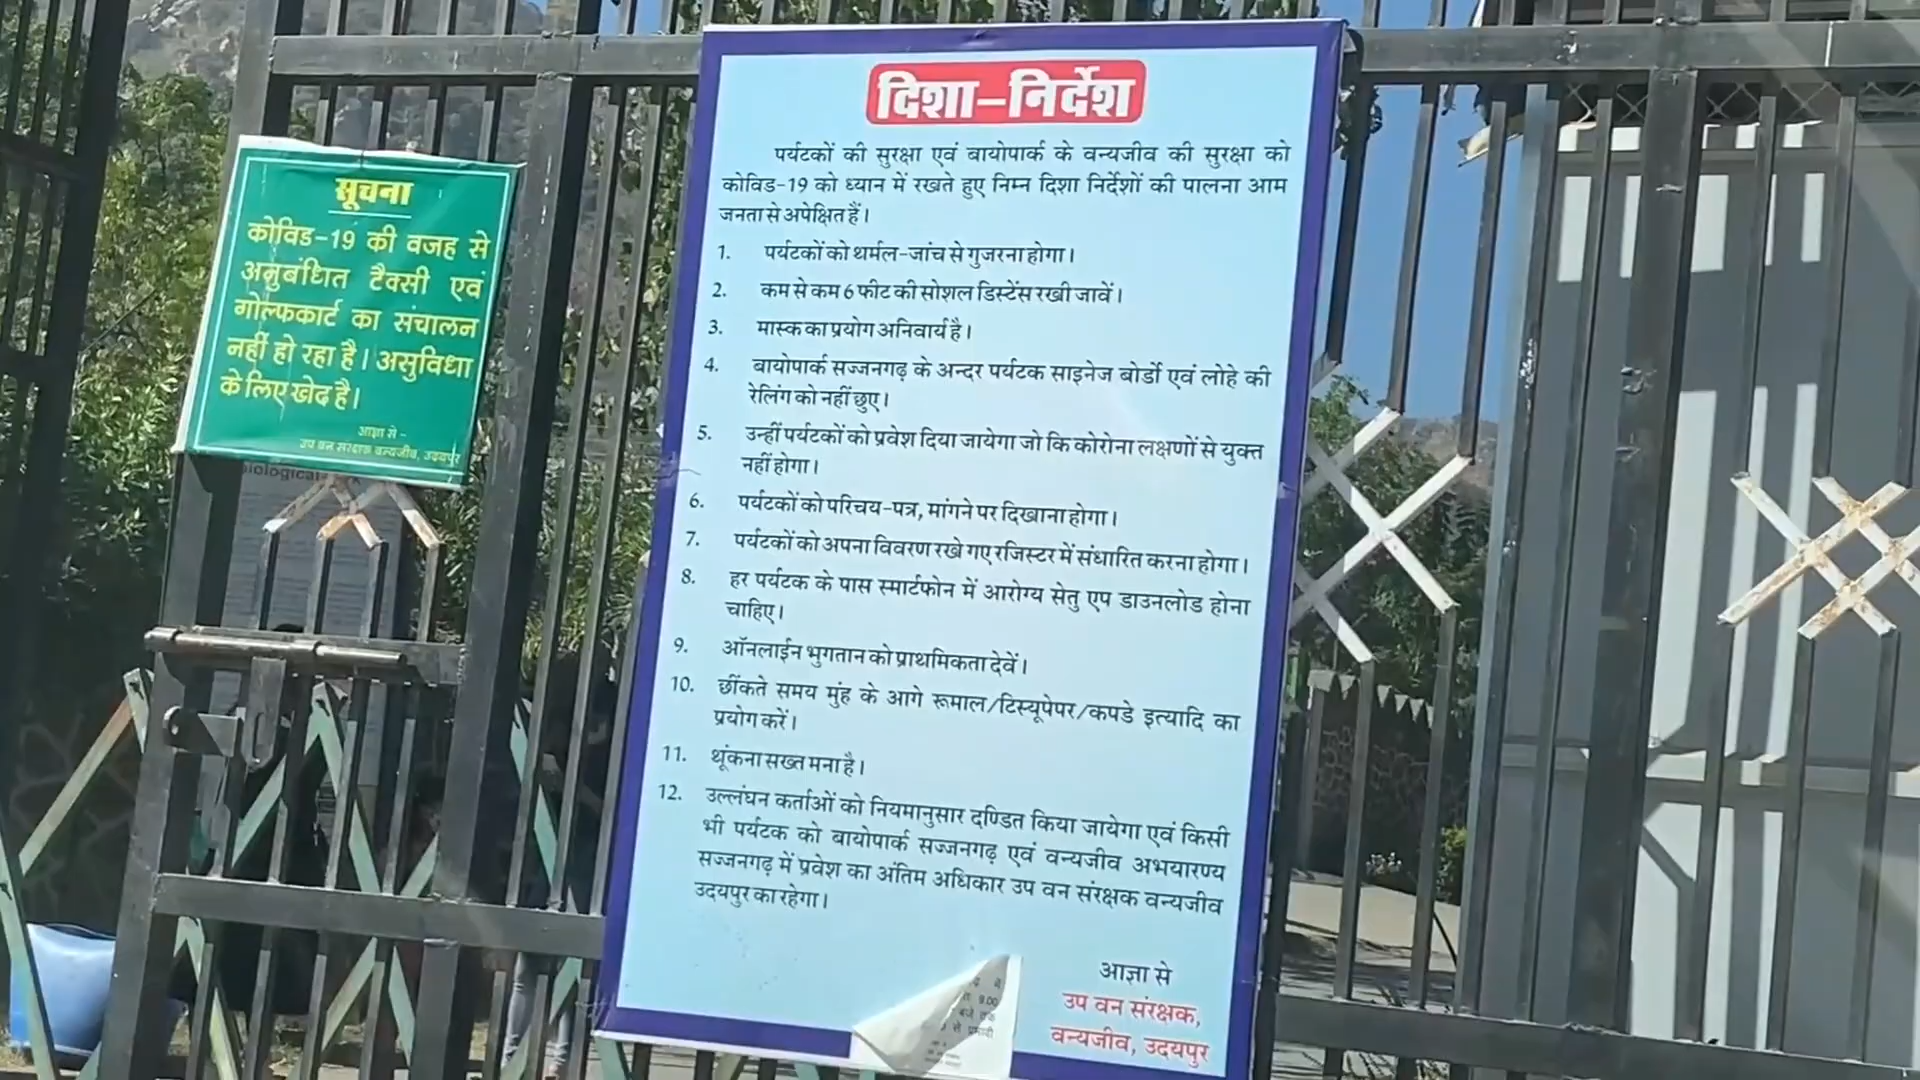 सूचना
कोविड-19 की वजह से
अनुबंधित टैक्सी एवं
गोल्फकार्ट का संचालन
नहीं हो रहा है। असुविधा
के लिए खेद है।
आज्ञा से -
उप वन संरक्षक वन्यजीव, उदयपुर
biological
दिशा-निर्देश
पर्यटकों की सुरक्षा एवं बायोपार्क के वन्यजीव की सुरक्षा को
कोविड-19 को ध्यान में रखते हुए निम्न दिशा निर्देशों की पालना आम
जनता से अपेक्षित हैं।
1. पर्यटकों को थर्मल-जांच से गुजरना होगा।
2. कम से कम 6 फीट की सोशल डिस्टेंस रखी जावें।
3. मास्क का प्रयोग अनिवार्य है।
4. बायोपार्क सज्जनगढ़ के अन्दर पर्यटक साइनेज बोर्डो एवं लोहे की
रेलिंग को नहीं छुए।
5. उन्हीं पर्यटकों को प्रवेश दिया जायेगा जो कि कोरोना लक्षणों से युक्त
नहीं होगा।
6. पर्यटकों को परिचय-पत्र, मांगने पर दिखाना होगा।
7. पर्यटकों को अपना विवरण रखे गए रजिस्टर में संधारित करना होगा।
8. हर पर्यटक के पास स्मार्टफोन में आरोग्य सेतु एप डाउनलोड होना
चाहिए।
9. ऑनलाईन भुगतान को प्राथमिकता देवें।
10. छींकते समय मुंह के आगे रूमाल/टिस्यूपेपर/कपडे इत्यादि का
प्रयोग करें।
11. थूंकना सख्त मना है।
12. उल्लंघन कर्ताओं को नियमानुसार दण्डित किया जायेगा एवं किसी
भी पर्यटक को बायोपार्क सज्जनगढ़ एवं वन्यजीव अभयारण्य
सज्जनगढ़ में प्रवेश का अंतिम अधिकार उप वन संरक्षक वन्यजीव
उदयपुर का रहेगा।
आज्ञा से
उप वन संरक्षक,
वन्यजीव, उदयपुर